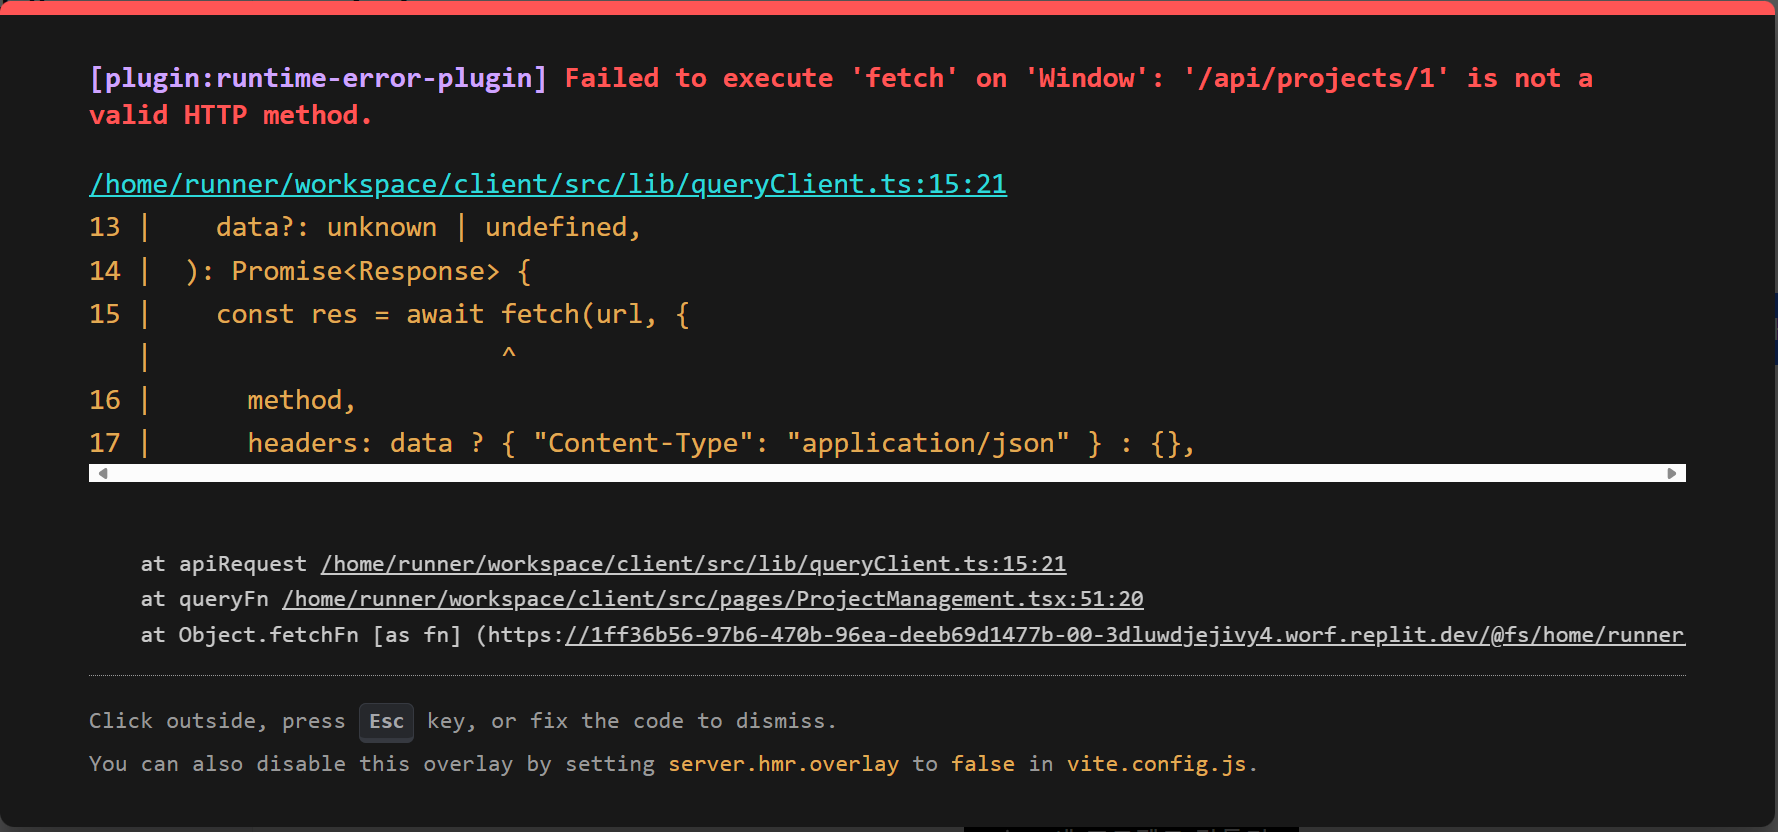 [plugin:runtime-error-plugin] Failed to execute 'fetch' on 'Window': '/api/projects/1' is not a
valid HTTP method.
/home/runner/workspace/client/src/lib/queryClient.ts:15:21
13 |    data?: unknown | undefined,
14 |  ): Promise<Response> {
15 |    const res = await fetch(url, {
   |                      ^
16 |      method,
17 |      headers: data ? { "Content-Type": "application/json" } : {},
at apiRequest /home/runner/workspace/client/src/lib/queryClient.ts:15:21
at queryFn /home/runner/workspace/client/src/pages/ProjectManagement.tsx:51:20
at Object.fetchFn [as fn] (https://1ff36b56-97b6-470b-96ea-deeb69d1477b-00-3dluwdjejivy4.worf.replit.dev/@fs/home/runner
Click outside, press Esc key, or fix the code to dismiss.
You can also disable this overlay by setting server.hmr.overlay to false in vite.config.js.